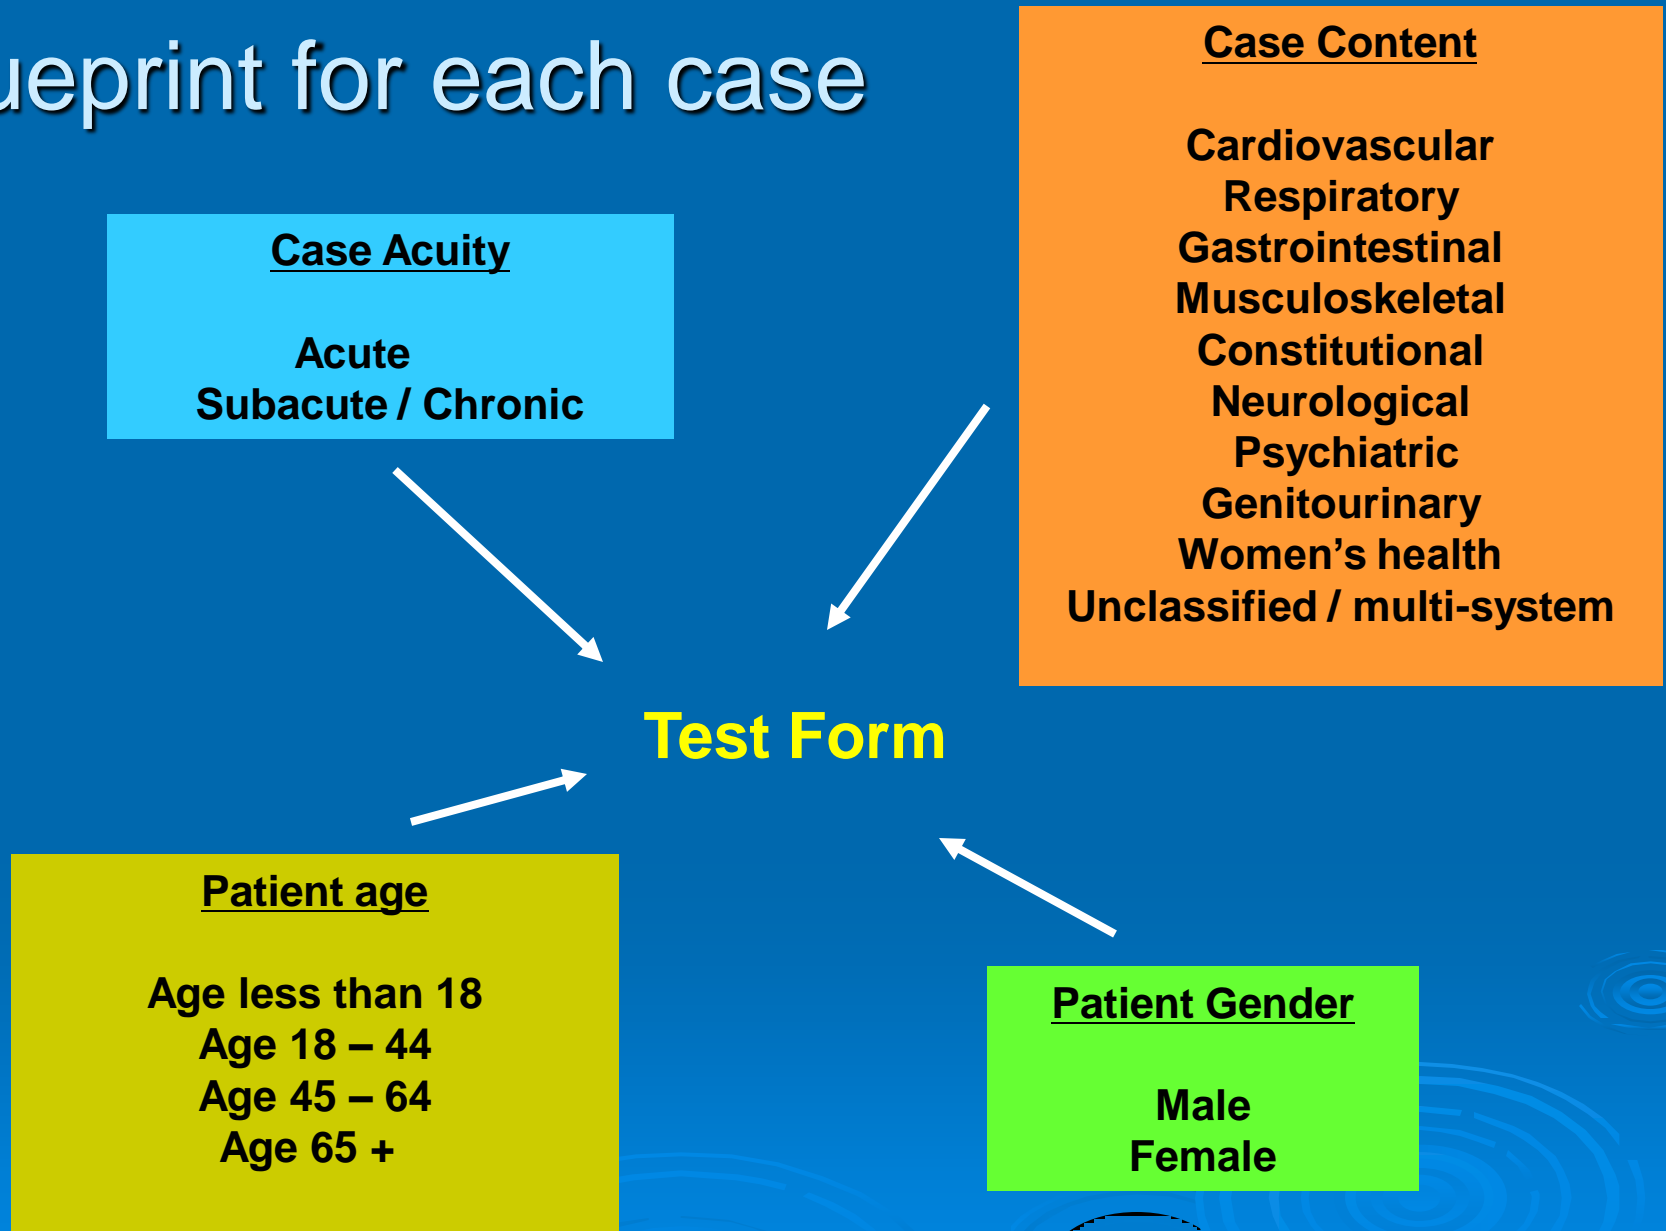 ueprint for each case
Case Content
Cardiovascular
Respiratory
Gastrointestinal
Musculoskeletal
Constitutional
Neurological
Psychiatric
Genitourinary
Women’s health
Unclassified / multi-system
Case Acuity
Acute
Subacute / Chronic
Test Form
Patient age
Age less than 18
Age 18 – 44
Age 45 – 64
Age 65 +
Patient Gender
Male
Female